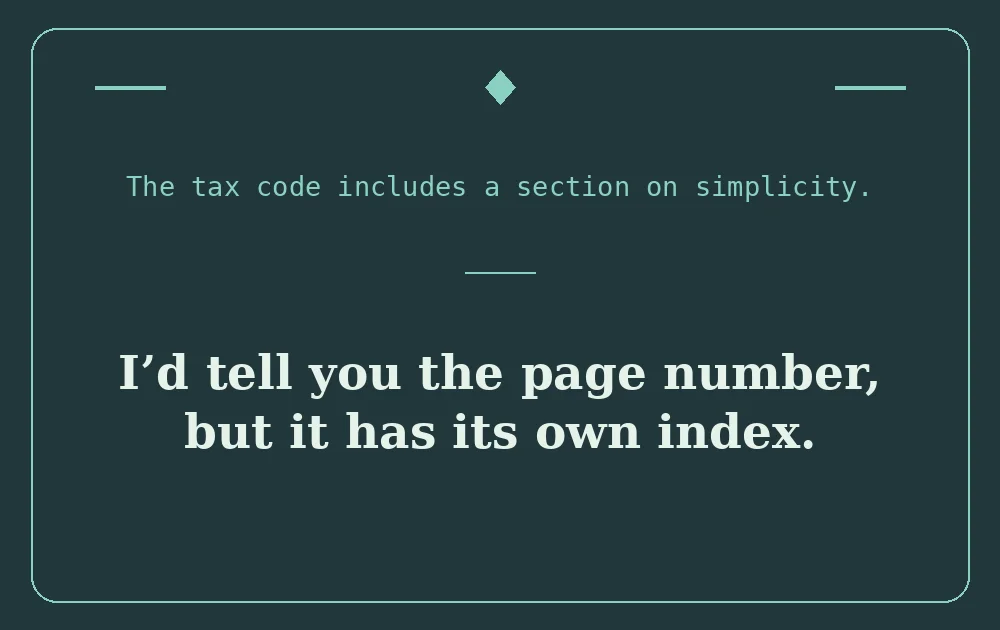 The tax code includes a section on simplicity.
I’d tell you the page number,
but it has its own index.